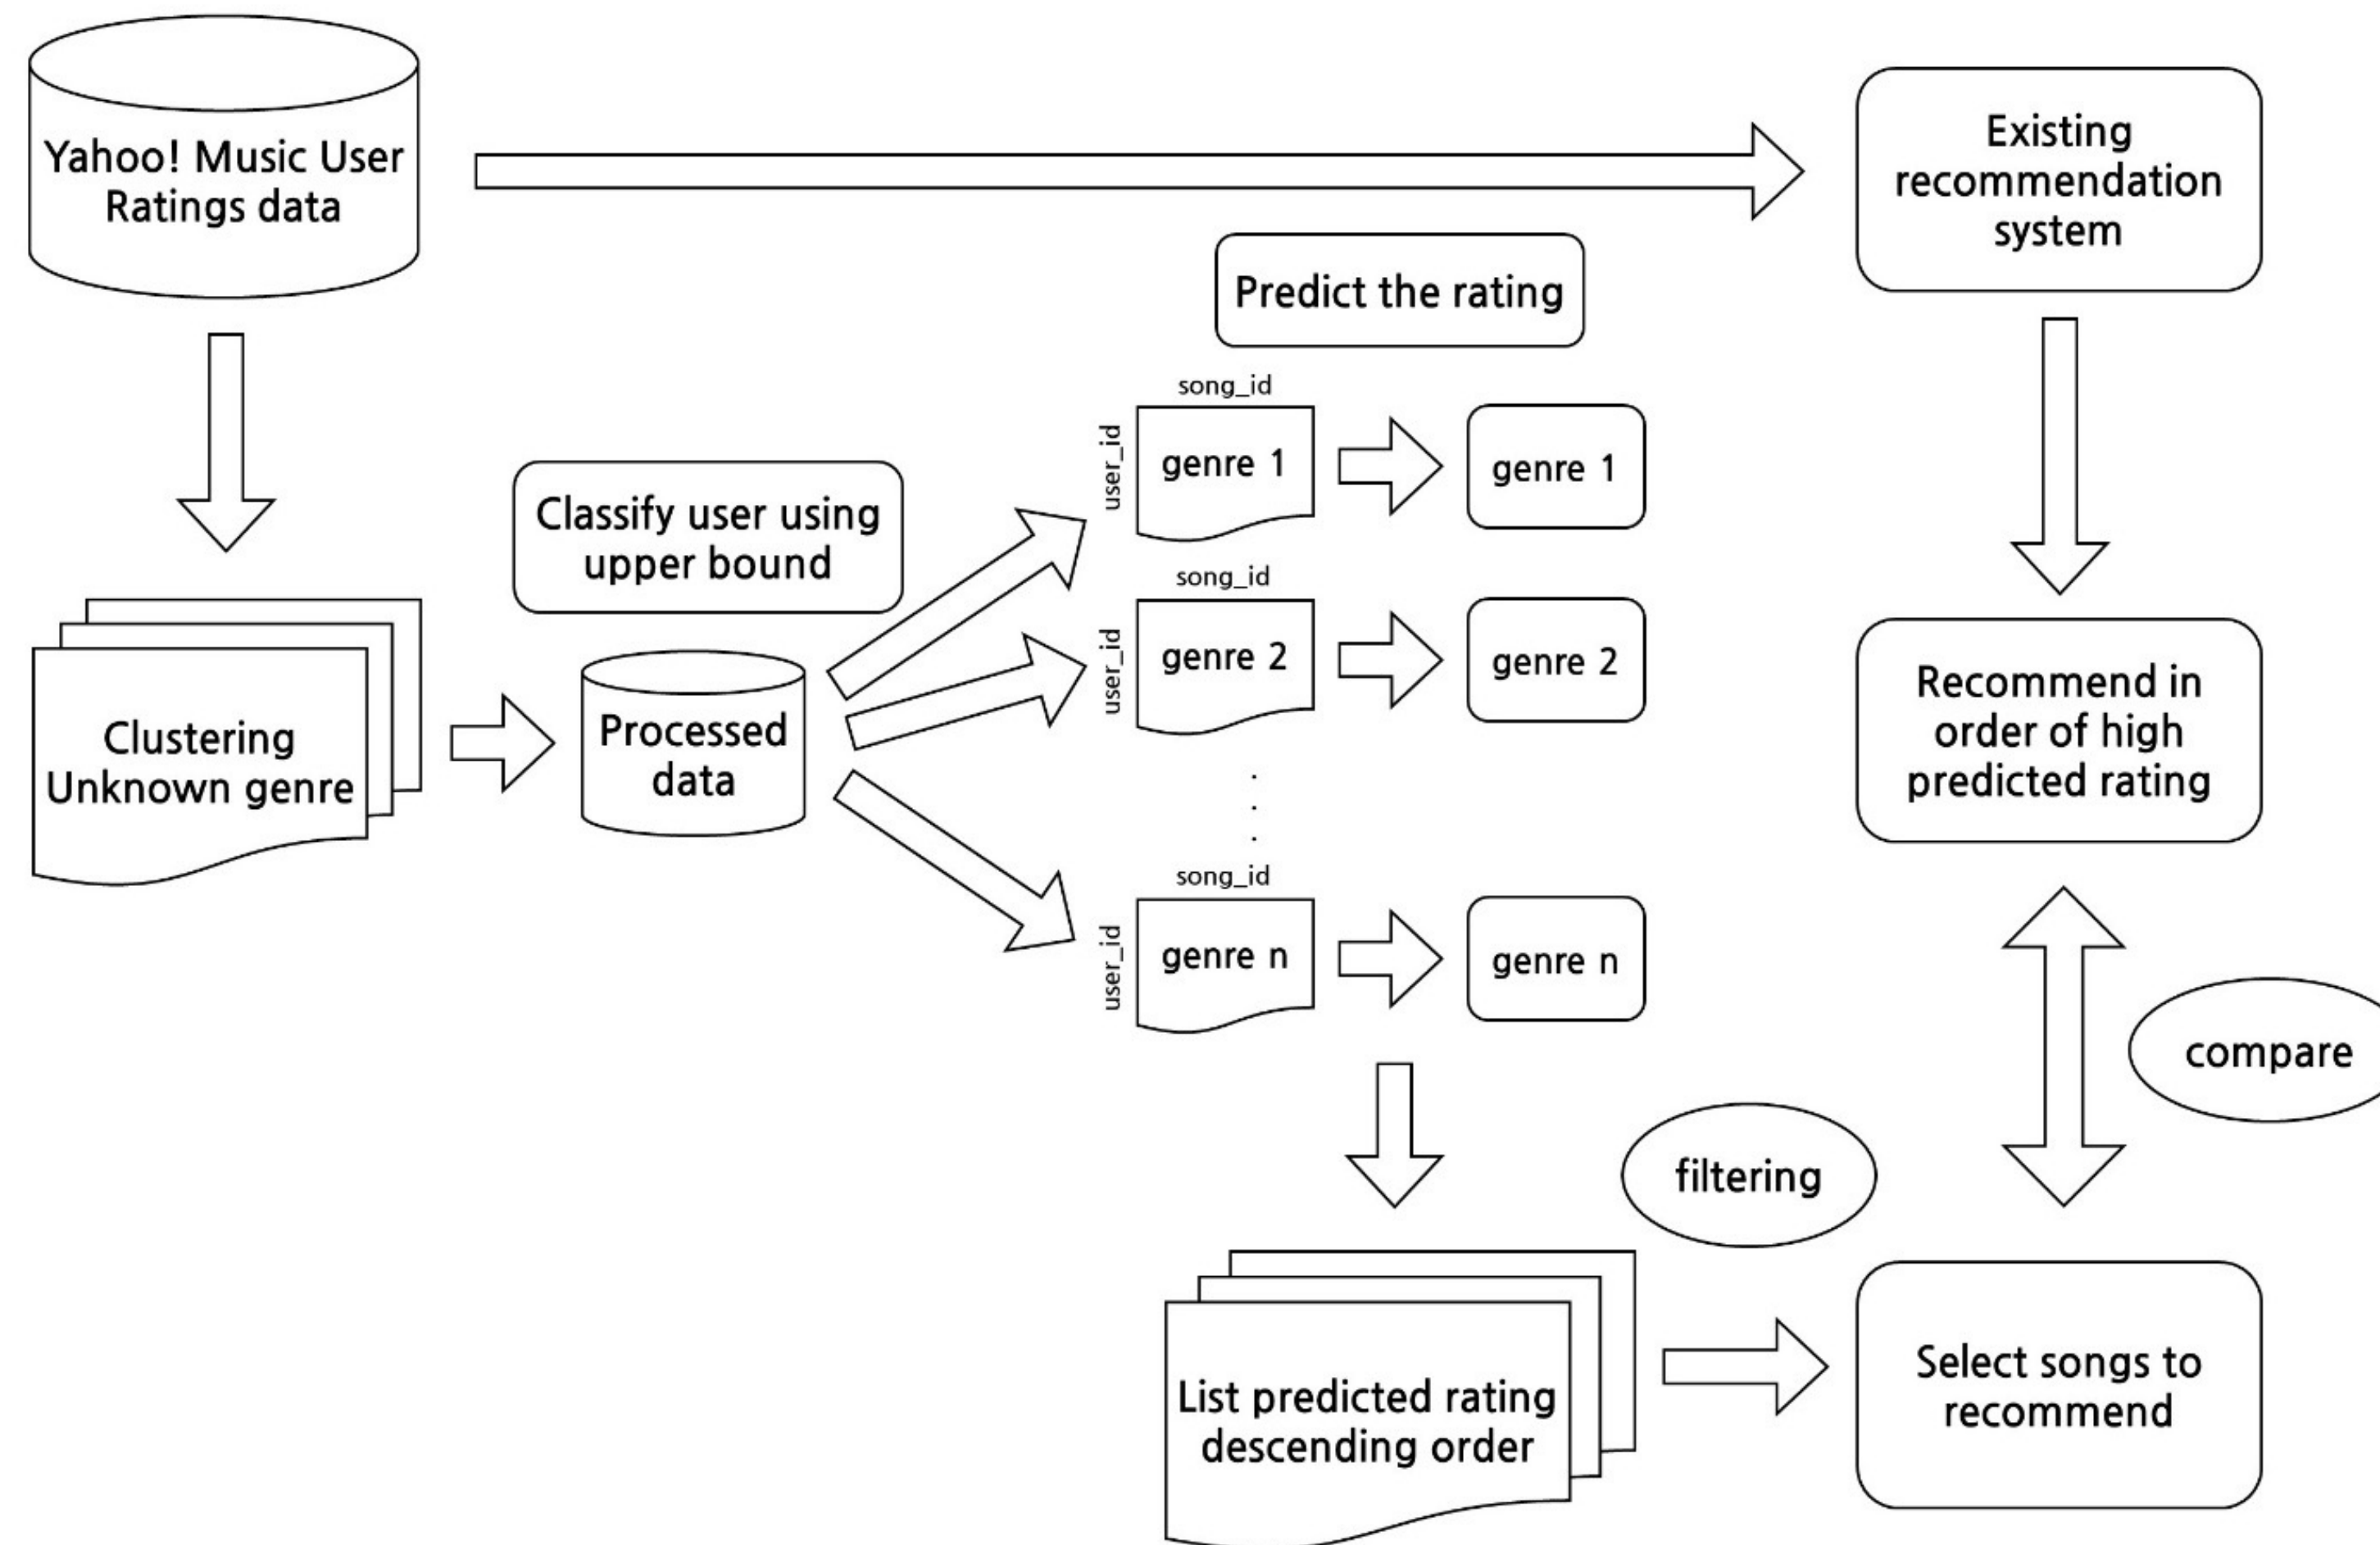 Yahoo! Music User
Ratings data
Existing
recommendation
system
Predict the rating
song_id
user_id
genre 1
genre 1
Classify user using
upper bound
song_id
user_id
genre 2
genre 2
Recommend in
order of high
predicted rating
Clustering
Unknown genre
Processed
data
.
.
.
song_id
user_id
genre n
genre n
compare
filtering
List predicted rating
descending order
Select songs to
recommend